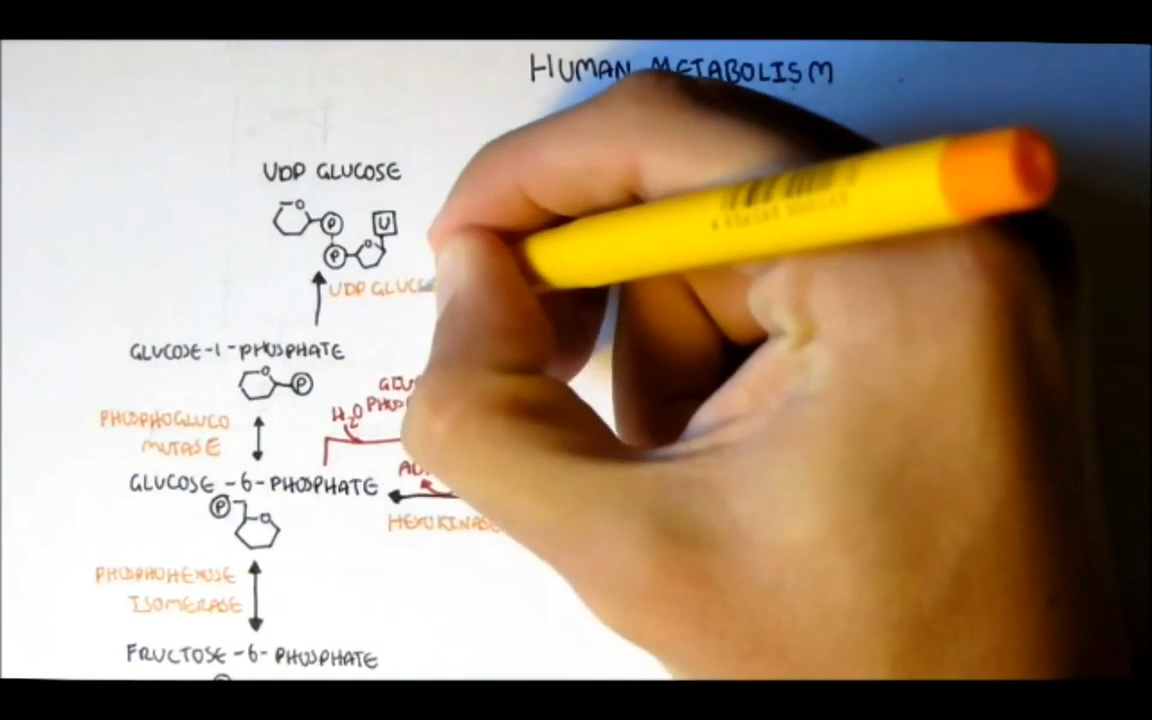 HUMAN METABOLISM
UDP GLUCOSE
P
U
O
P
O
UDP GLUCO
GLUCOSE-1-PHOSPHATE
O
P
H₂O
PHOSPHOGLUCO
MUTASE
GLUCOSE-6-PHOSPHATE
P
O
HEXOKINASE
PHOSPHOHEXOSE
ISOMERASE
FRUCTOSE-6-PHOSPHATE